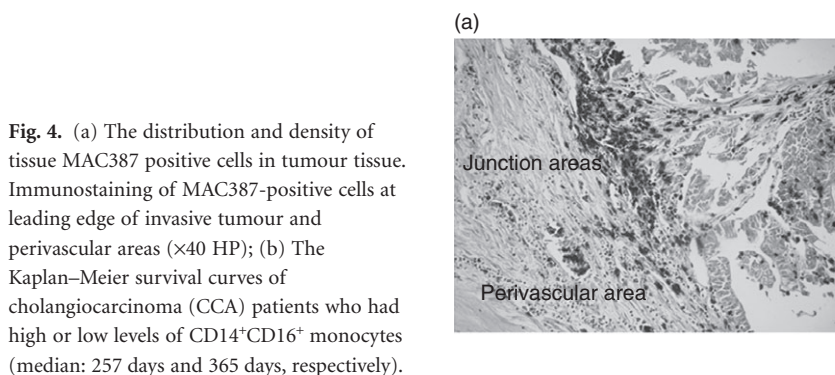 (a)
Junction areas
Perivascular area
Fig. 4. (a) The distribution and density of
tissue MAC387 positive cells in tumour tissue.
Immunostaining of MAC387-positive cells at
leading edge of invasive tumour and
perivascular areas (×40 HP); (b) The
Kaplan–Meier survival curves of
cholangiocarcinoma (CCA) patients who had
high or low levels of CD14⁺CD16⁺ monocytes
(median: 257 days and 365 days, respectively).